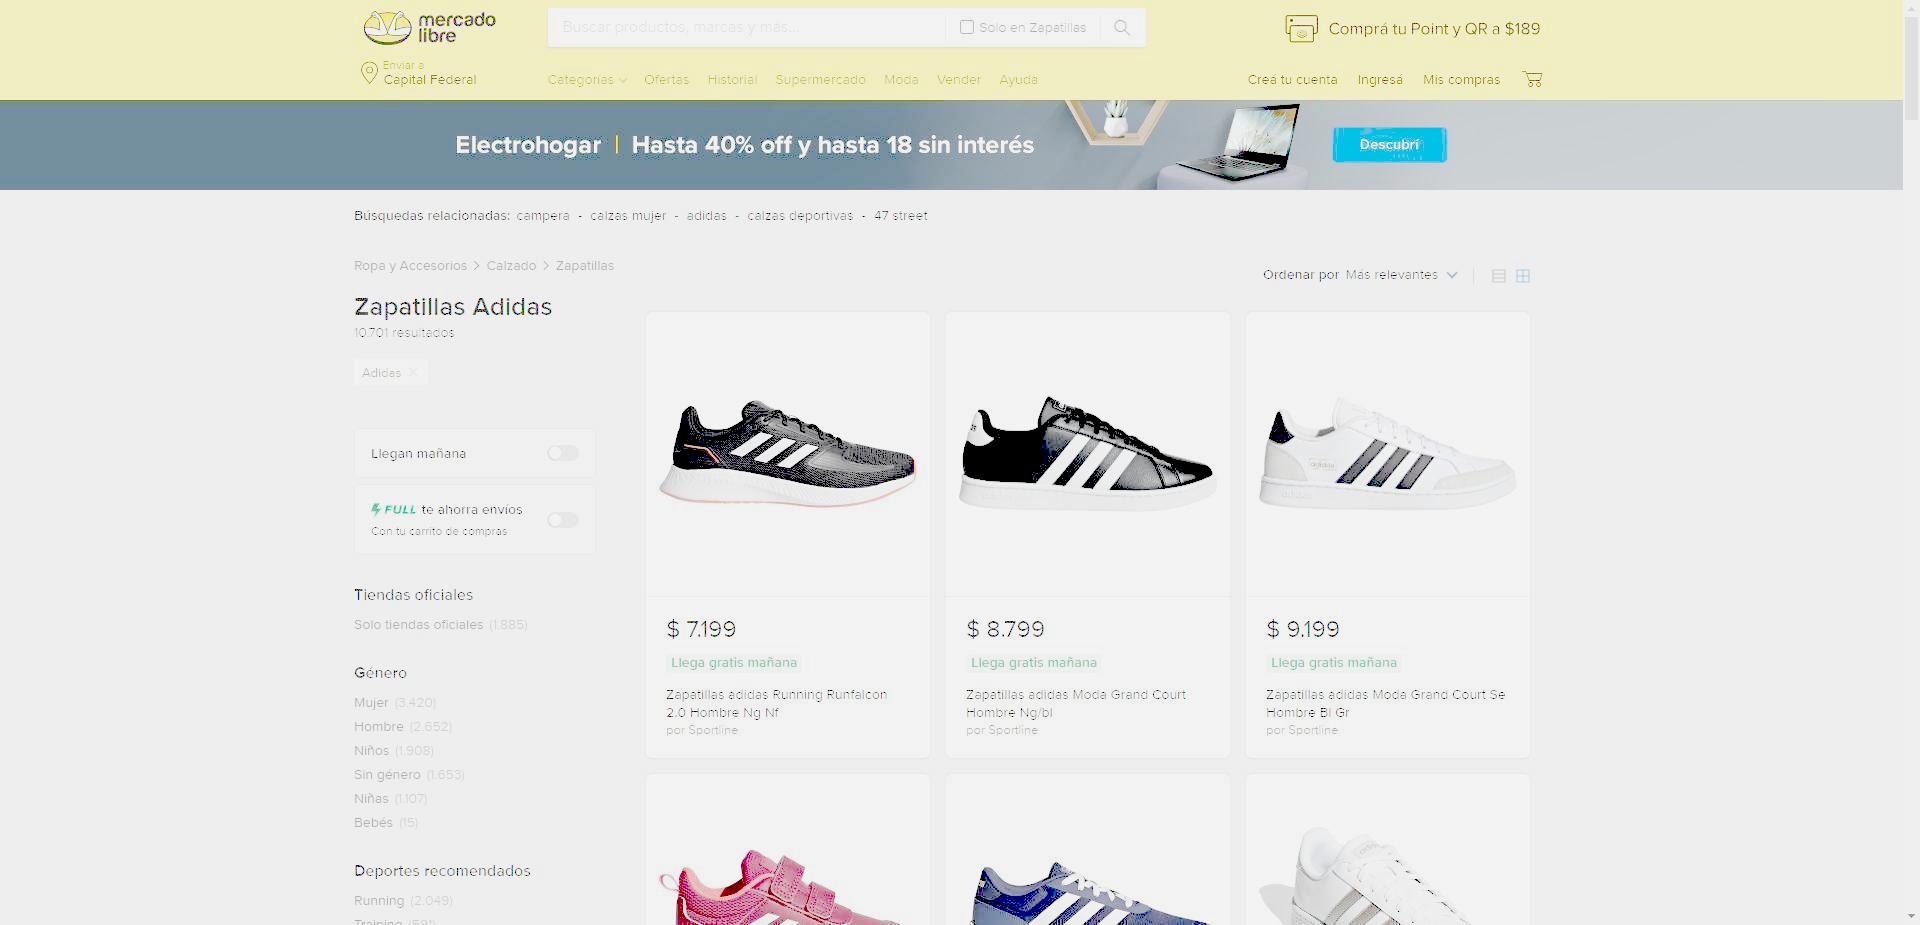 mercado
libre
Buscar productos, marcas y más...
Solo en Zapatillas
Comprá tu Point y QR a $189
Enviar a
Capital Federal
Categorías
Ofertas
Historial
Supermercado
Moda
Vender
Ayuda
Creá tu cuenta
Ingresá
Mis compras
Electrohogar | Hasta 40% off y hasta 18 sin interés
Descubrí
Búsquedas relacionadas: campera - calzas mujer - adidas - calzas deportivas - 47 street
Ropa y Accesorios > Calzado > Zapatillas
Ordenar por Más relevantes
Zapatillas Adidas
10.701 resultados
Adidas
Llegan mañana
FULL te ahorra envíos
Con tu carrito de compras
Tiendas oficiales
Solo tiendas oficiales (1.885)
Género
Mujer (3.420)
Hombre (2.652)
Niños (1.908)
Sin género (1.653)
Niñas (1.107)
Bebés (15)
Deportes recomendados
Running (2.049)
Training (591)
$ 7.199
Llega gratis mañana
Zapatillas adidas Running Runfalcon
2.0 Hombre Ng Nf
por Sportline
$ 8.799
Llega gratis mañana
Zapatillas adidas Moda Grand Court
Hombre Ng/bl
por Sportline
$ 9.199
Llega gratis mañana
Zapatillas adidas Moda Grand Court Se
Hombre Bl Gr
por Sportline